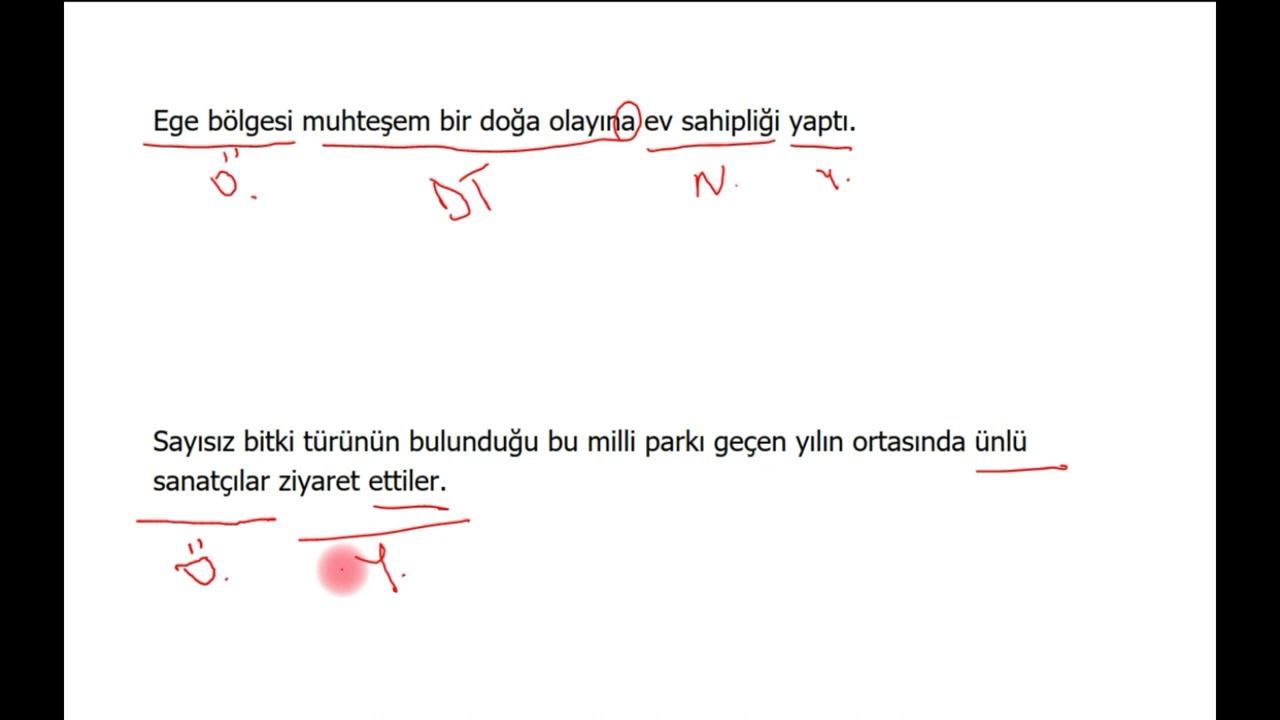 Ege bölgesi muhteşem bir doğa olayına ev sahipliği yaptı.
Ö. DT N. Y.
Sayısız bitki türünün bulunduğu bu milli parkı geçen yılın ortasında ünlü
sanatçılar ziyaret ettiler.
Ö. Y.